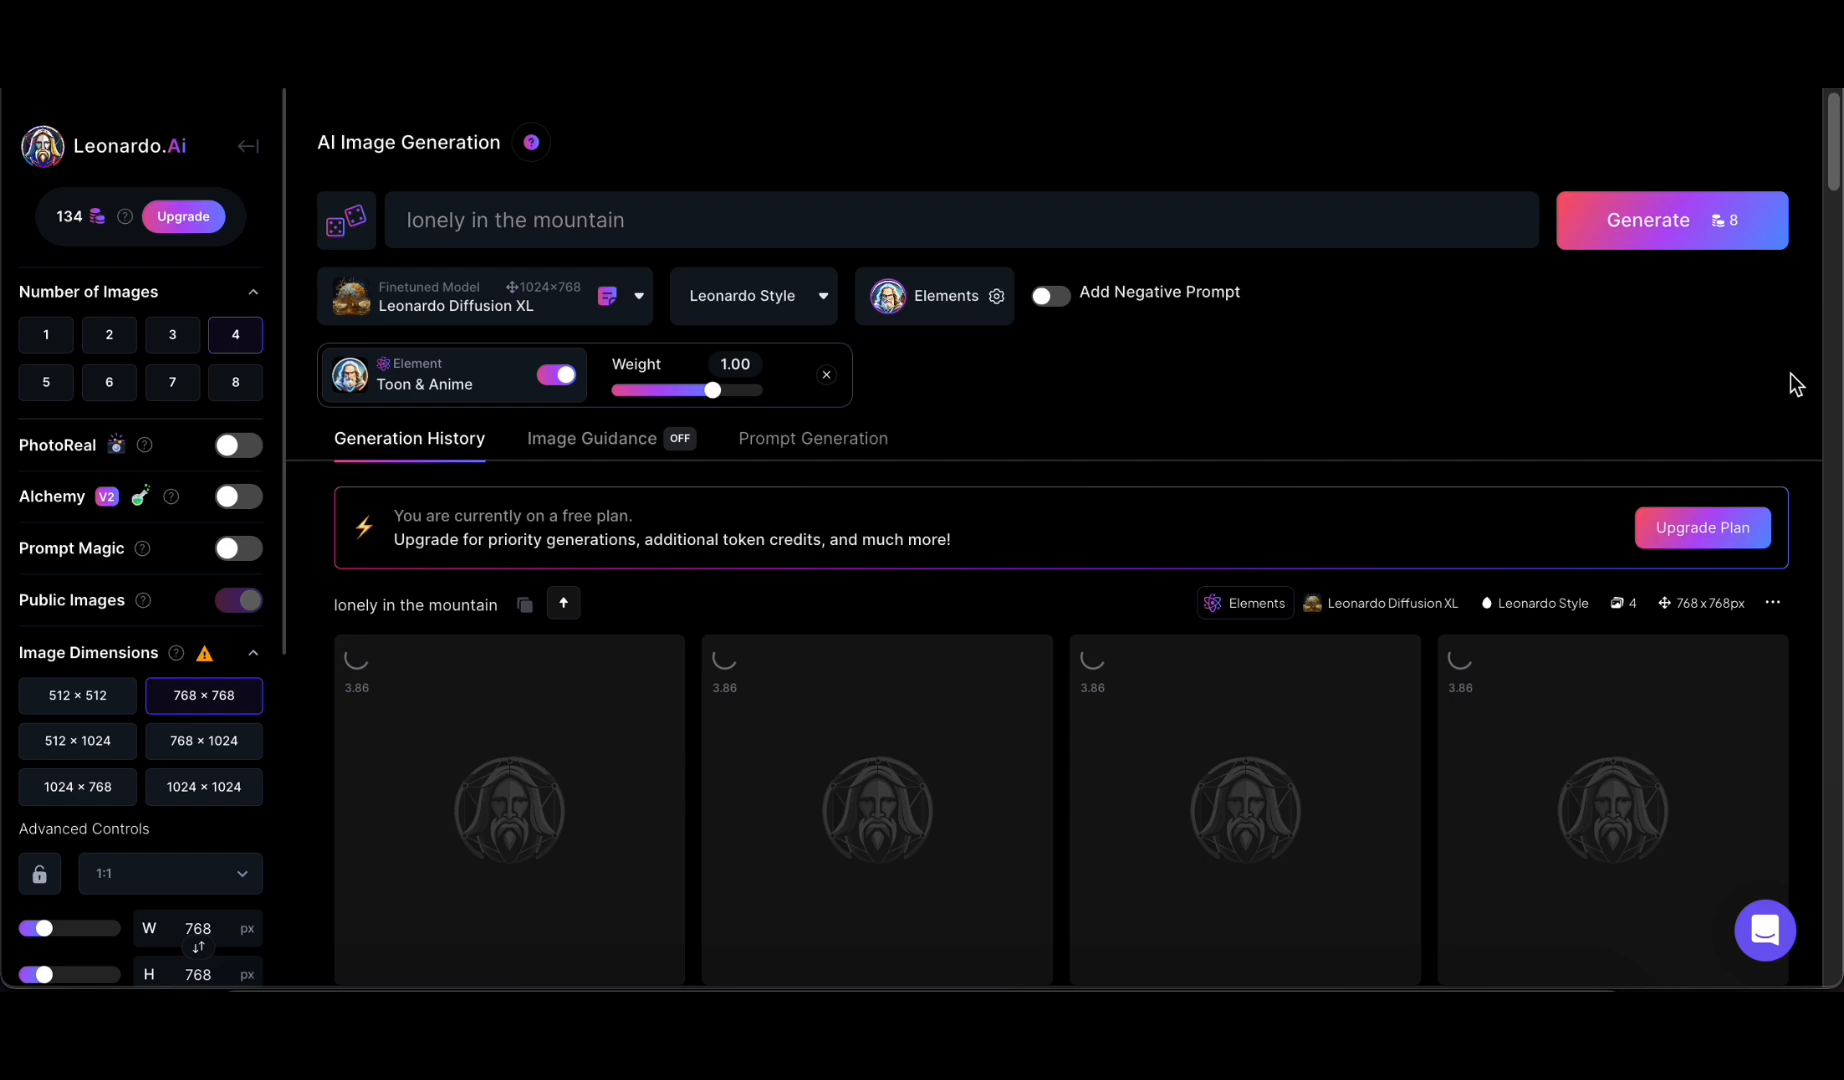 Leonardo.Ai
134
Upgrade
Number of Images
1 2 3 4
5 6 7 8
PhotoReal
Alchemy V2
Prompt Magic
Public Images
Image Dimensions
512 × 512 768 × 768
512 × 1024 768 × 1024
1024 × 768 1024 × 1024
Advanced Controls
1:1
W 768 px
H 768 px
AI Image Generation
lonely in the mountain
Generate 8
Finetuned Model 1024×768
Leonardo Diffusion XL
Leonardo Style
Elements
Add Negative Prompt
Element
Toon & Anime
Weight 1.00
Generation History
Image Guidance OFF
Prompt Generation
You are currently on a free plan.
Upgrade for priority generations, additional token credits, and much more!
Upgrade Plan
lonely in the mountain
Elements
Leonardo Diffusion XL
Leonardo Style
4
768 x 768px
3.86
3.86
3.86
3.86